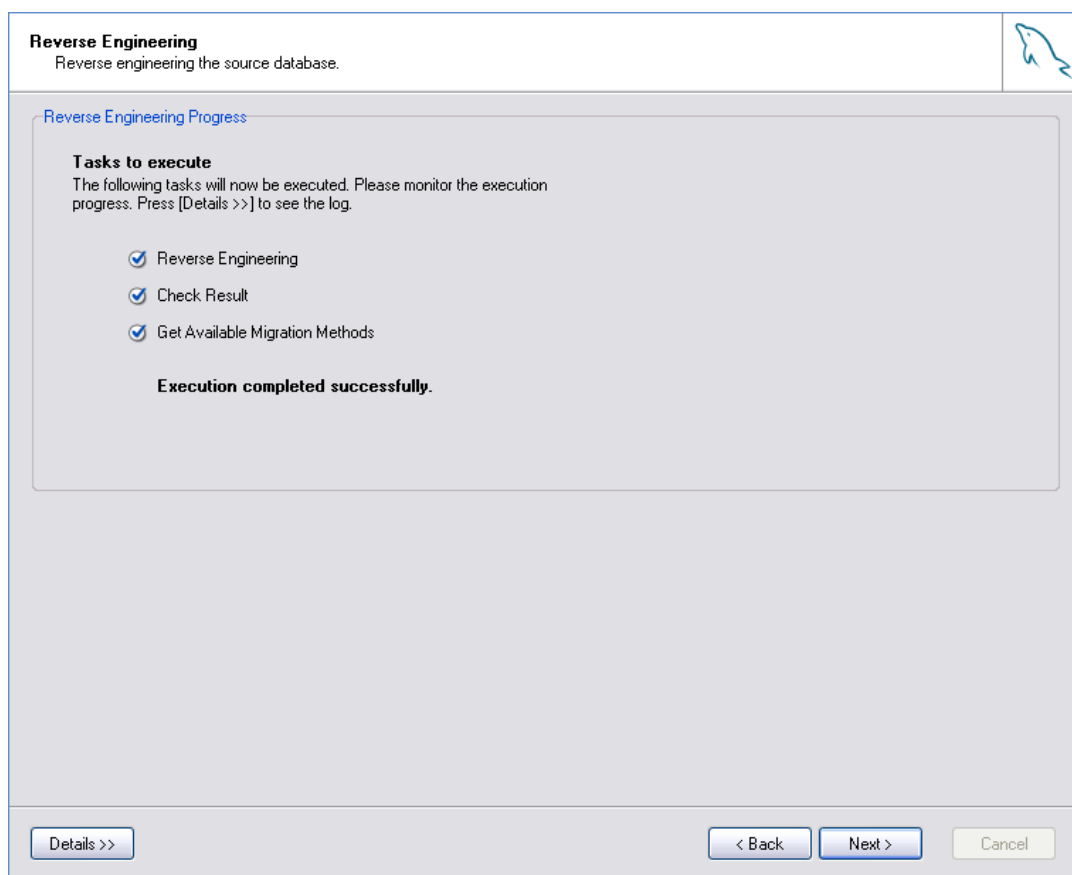 Reverse Engineering
Reverse engineering the source database.
Reverse Engineering Progress
Tasks to execute
The following tasks will now be executed. Please monitor the execution
progress. Press [Details >>] to see the log.
Reverse Engineering
Check Result
Get Available Migration Methods
Execution completed successfully.
Details >>
< Back
Next >
Cancel